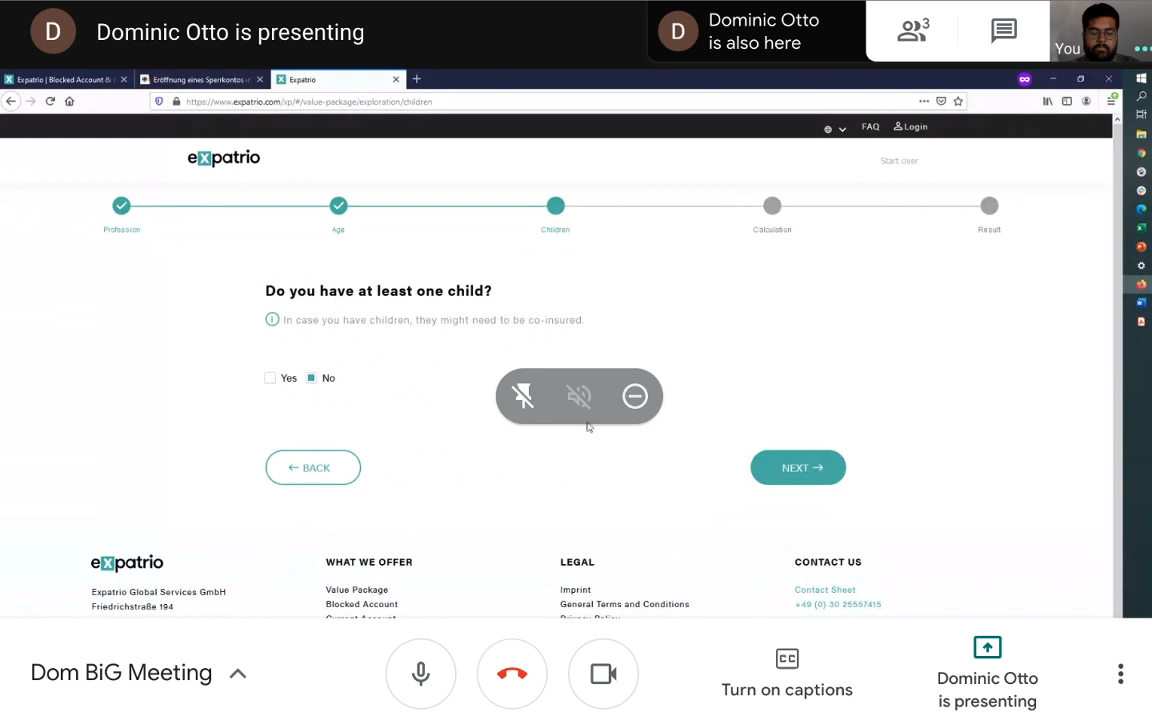 D
Dominic Otto is presenting
D
Dominic Otto
is also here
3
You
Expatrio | Blocked Account &
Eröffnung eines Sperrkontos
Expatrio
https://www.expatrio.com/xp/#/value-package/exploration/children
FAQ
Login
expatrio
Start over
Profession
Age
Children
Calculation
Result
Do you have at least one child?
In case you have children, they might need to be co-insured.
Yes
No
← BACK
NEXT →
expatrio
WHAT WE OFFER
LEGAL
CONTACT US
Expatrio Global Services GmbH
Value Package
Imprint
Contact Sheet
Friedrichstraße 194
Blocked Account
General Terms and Conditions
+49 (0) 30 25557415
Current Account
Privacy Policy
Dom BiG Meeting
CC
Turn on captions
Dominic Otto
is presenting